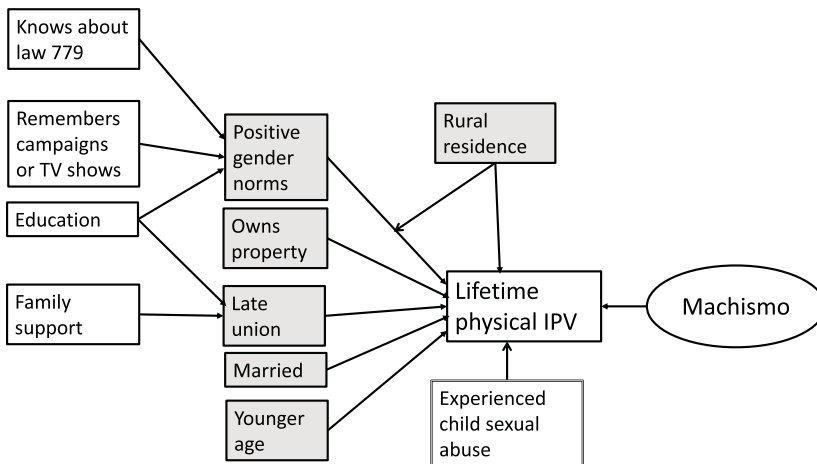 Knows about
law 779
Remembers
campaigns
or TV shows
Education
Family
support
Positive
gender
norms
Owns
property
Late
union
Married
Younger
age
Rural
residence
Lifetime
physical IPV
Experienced
child sexual
abuse
Machismo